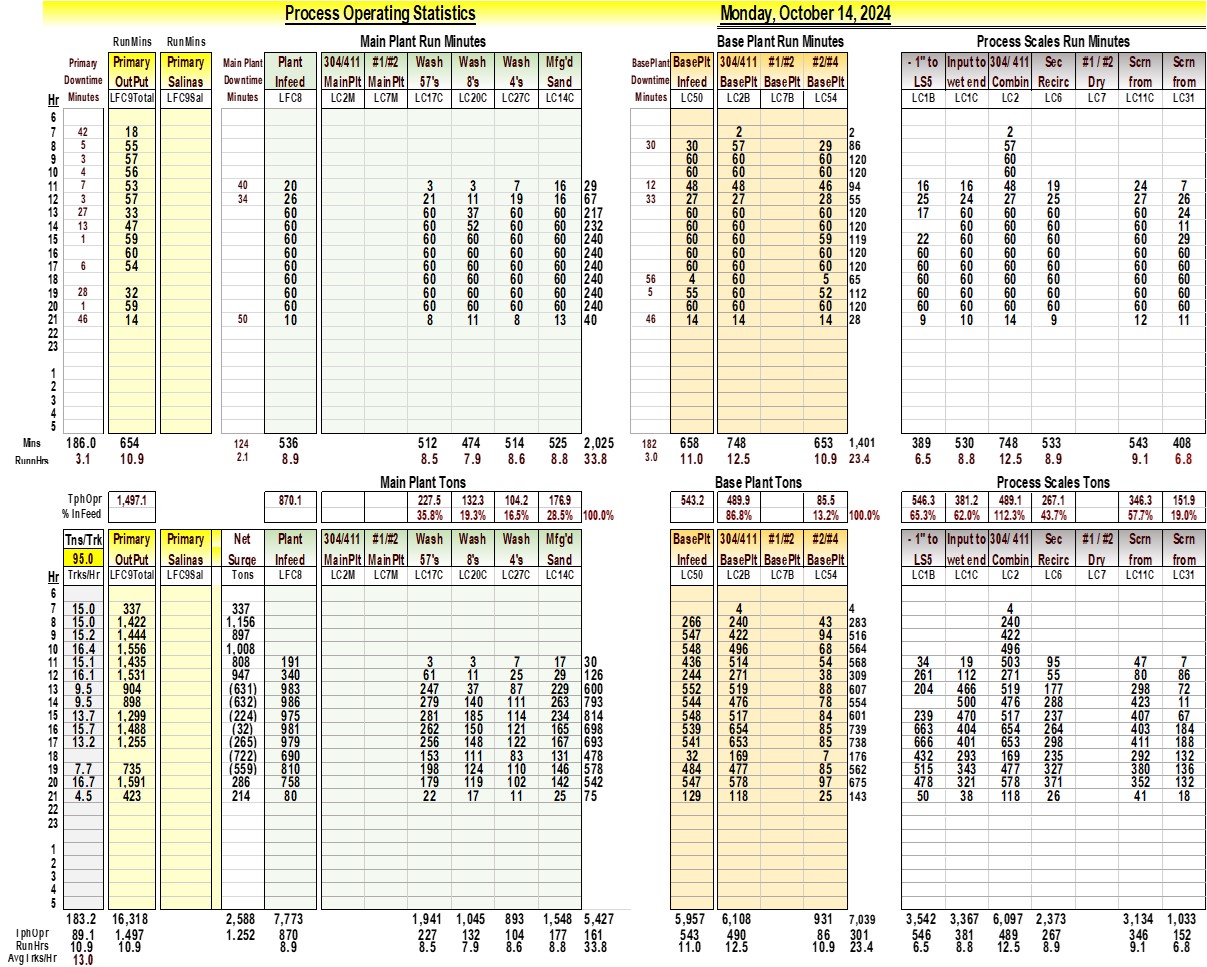 Process Operating Statistics Monday, October 14, 2024
RunMins RunMins Main Plant Run Minutes Base Plant Run Minutes Process Scales Run Minutes
Primary Primary Primary Main Plant Plant 304/411 #1/#2 Wash Wash Wash Mfg'd BasePlant BasePlt 304/411 #1/#2 #2/#4 - 1" to Input to 304/ 411 Sec #1 / #2 Scrn Scrn
Downtime OutPut Salinas Downtime Infeed MainPlt MainPlt 57's 8's 4's Sand Downtime Infeed BasePlt BasePlt BasePlt LS5 wet end Combin Recirc Dry from from
Hr Minutes LFC9Total LFC9Sal Minutes LFC8 LC2M LC7M LC17C LC20C LC27C LC14C Minutes LC50 LC2B LC7B LC54 LC1B LC1C LC2 LC6 LC7 LC11C LC31
6
7 42 18 2 2 2
8 5 55 30 30 57 29 86 57
9 3 57 60 60 60 120 60
10 4 56 60 60 60 120 60
11 7 53 40 20 3 3 7 16 29 12 48 48 46 94 16 16 48 19 24 7
12 3 57 34 26 21 11 19 16 67 33 27 27 28 55 25 24 27 25 27 26
13 27 33 60 60 37 60 60 217 60 60 60 120 17 60 60 60 60 24
14 13 47 60 60 52 60 60 232 60 60 60 120 60 60 60 60 11
15 1 59 60 60 60 60 60 240 60 60 59 119 22 60 60 60 60 29
16 60 60 60 60 60 60 240 60 60 60 120 60 60 60 60 60 60
17 6 54 60 60 60 60 60 240 60 60 60 120 60 60 60 60 60 60
18 60 60 60 60 60 240 56 4 60 5 65 60 60 60 60 60 60
19 28 32 60 60 60 60 60 240 5 55 60 52 112 60 60 60 60 60 60
20 1 59 60 60 60 60 60 240 60 60 60 120 60 60 60 60 60 60
21 46 14 50 10 8 11 8 13 40 46 14 14 14 28 9 10 14 9 12 11
22
23
1
2
3
4
5
Mins 186.0 654 124 536 512 474 514 525 2,025 182 658 748 653 1,401 389 530 748 533 543 408
RunnHrs 3.1 10.9 2.1 8.9 8.5 7.9 8.6 8.8 33.8 3.0 11.0 12.5 10.9 23.4 6.5 8.8 12.5 8.9 9.1 6.8
Main Plant Tons Base Plant Tons Process Scales Tons
TphOpr 1,497.1 870.1 227.5 132.3 104.2 176.9 543.2 489.9 85.5 546.3 381.2 489.1 267.1 346.3 151.9
% InFeed 35.8% 19.3% 16.5% 28.5% 100.0% 86.8% 13.2% 100.0% 65.3% 62.0% 112.3% 43.7% 57.7% 19.0%
Tns/Trk Primary Primary Net Plant 304/411 #1/#2 Wash Wash Wash Mfg'd BasePlt 304/411 #1/#2 #2/#4 - 1" to Input to 304/ 411 Sec #1 / #2 Scrn Scrn
95.0 OutPut Salinas Surge Infeed MainPlt MainPlt 57's 8's 4's Sand Infeed BasePlt BasePlt BasePlt LS5 wet end Combin Recirc Dry from from
Hr Trks/Hr LFC9Total LFC9Sal Tons LFC8 LC2M LC7M LC17C LC20C LC27C LC14C LC50 LC2B LC7B LC54 LC1B LC1C LC2 LC6 LC7 LC11C LC31
6
7 15.0 337 337 4 4 4
8 15.0 1,422 1,156 266 240 43 283 240
9 15.2 1,444 897 547 422 94 516 422
10 16.4 1,556 1,008 548 496 68 564 496
11 15.1 1,435 808 191 3 3 7 17 30 436 514 54 568 34 19 503 95 47 7
12 16.1 1,531 947 340 61 11 25 29 126 244 271 38 309 261 112 271 55 80 86
13 9.5 904 (631) 983 247 37 87 229 600 552 519 88 607 204 466 519 177 298 72
14 9.5 898 (632) 986 279 140 111 263 793 544 476 78 554 500 476 288 423 11
15 13.7 1,299 (224) 975 281 185 114 234 814 548 517 84 601 239 470 517 237 407 67
16 15.7 1,488 (32) 981 262 150 121 165 698 539 654 85 739 663 404 654 264 403 184
17 13.2 1,255 (265) 979 256 148 122 167 693 541 653 85 738 666 401 653 298 411 188
18 (722) 690 153 111 83 131 478 32 169 7 176 432 293 169 235 292 132
19 7.7 735 (559) 810 198 124 110 146 578 484 477 85 562 515 343 477 327 380 136
20 16.7 1,591 286 758 179 119 102 142 542 547 578 97 675 478 321 578 371 352 132
21 4.5 423 214 80 22 17 11 25 75 129 118 25 143 50 38 118 26 41 18
22
23
1
2
3
4
5
183.2 16,318 2,588 7,773 1,941 1,045 893 1,548 5,427 5,957 6,108 931 7,039 3,542 3,367 6,097 2,373 3,134 1,033
TphOpr 89.1 1,497 1.252 870 227 132 104 177 161 543 490 86 301 546 381 489 267 346 152
RunHrs 10.9 10.9 8.9 8.5 7.9 8.6 8.8 33.8 11.0 12.5 10.9 23.4 6.5 8.8 12.5 8.9 9.1 6.8
Avg Trks/Hr 13.0